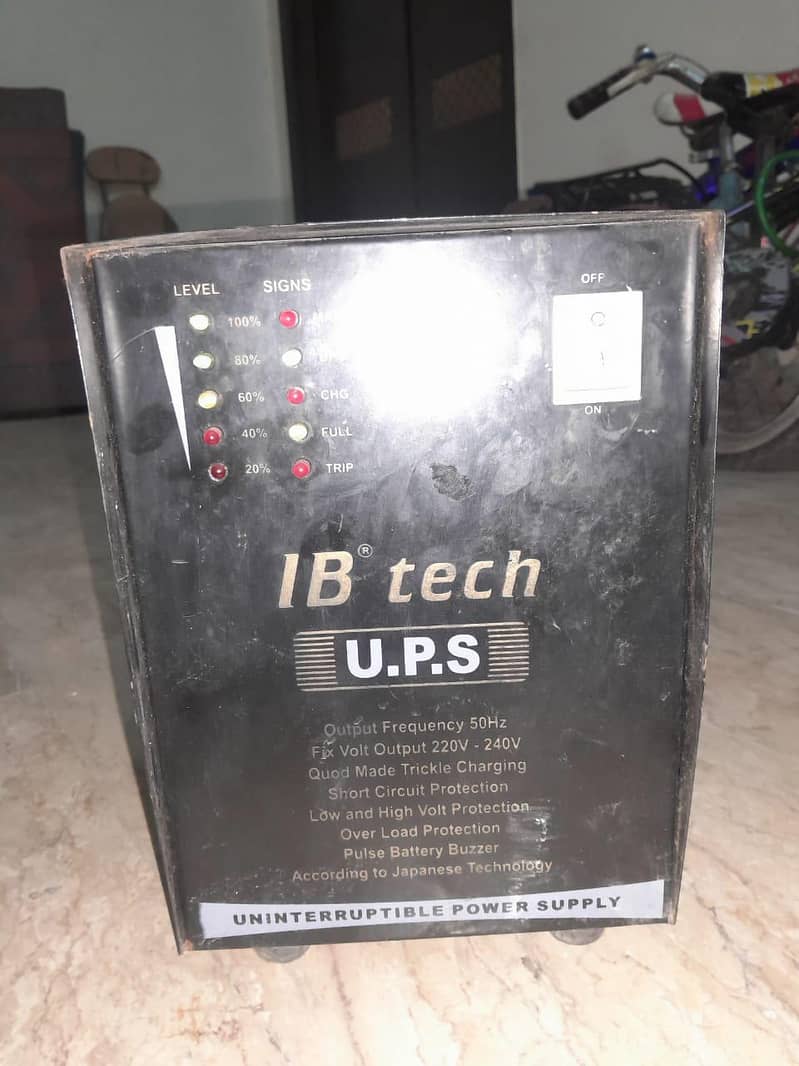 LEVEL SIGNS OFF
100%
80%
60% CHG
40% FULL
20% TRIP
ON
IB® tech
U.P.S
Output Frequency 50Hz
Fix Volt Output 220V - 240V
Quod Made Trickle Charging
Short Circuit Protection
Low and High Volt Protection
Over Load Protection
Pulse Battery Buzzer
According to Japanese Technology
UNINTERRUPTIBLE POWER SUPPLY